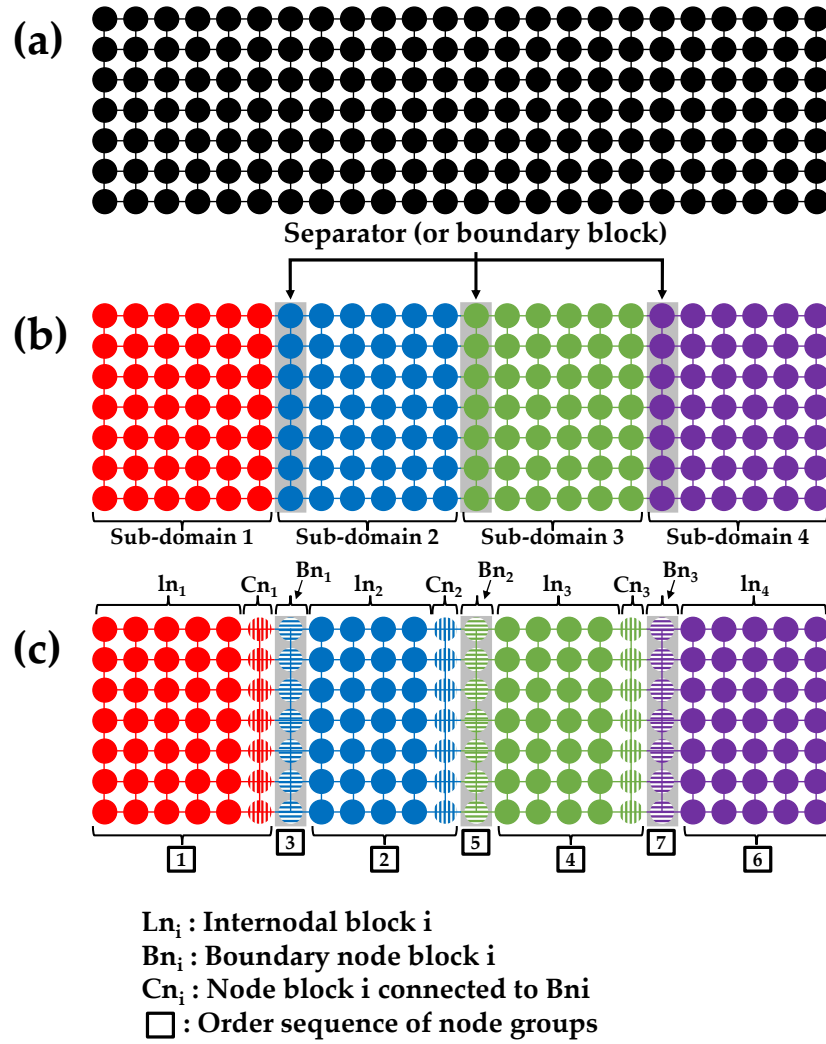 (a)
Separator (or boundary block)
(b)
Sub-domain 1 Sub-domain 2 Sub-domain 3 Sub-domain 4
ln₁ Cn₁ Bn₁ ln₂ Cn₂ Bn₂ ln₃ Cn₃ Bn₃ ln₄
(c)
1 3 2 5 4 7 6
Lnᵢ : Internodal block i
Bnᵢ : Boundary node block i
Cnᵢ : Node block i connected to Bni
: Order sequence of node groups